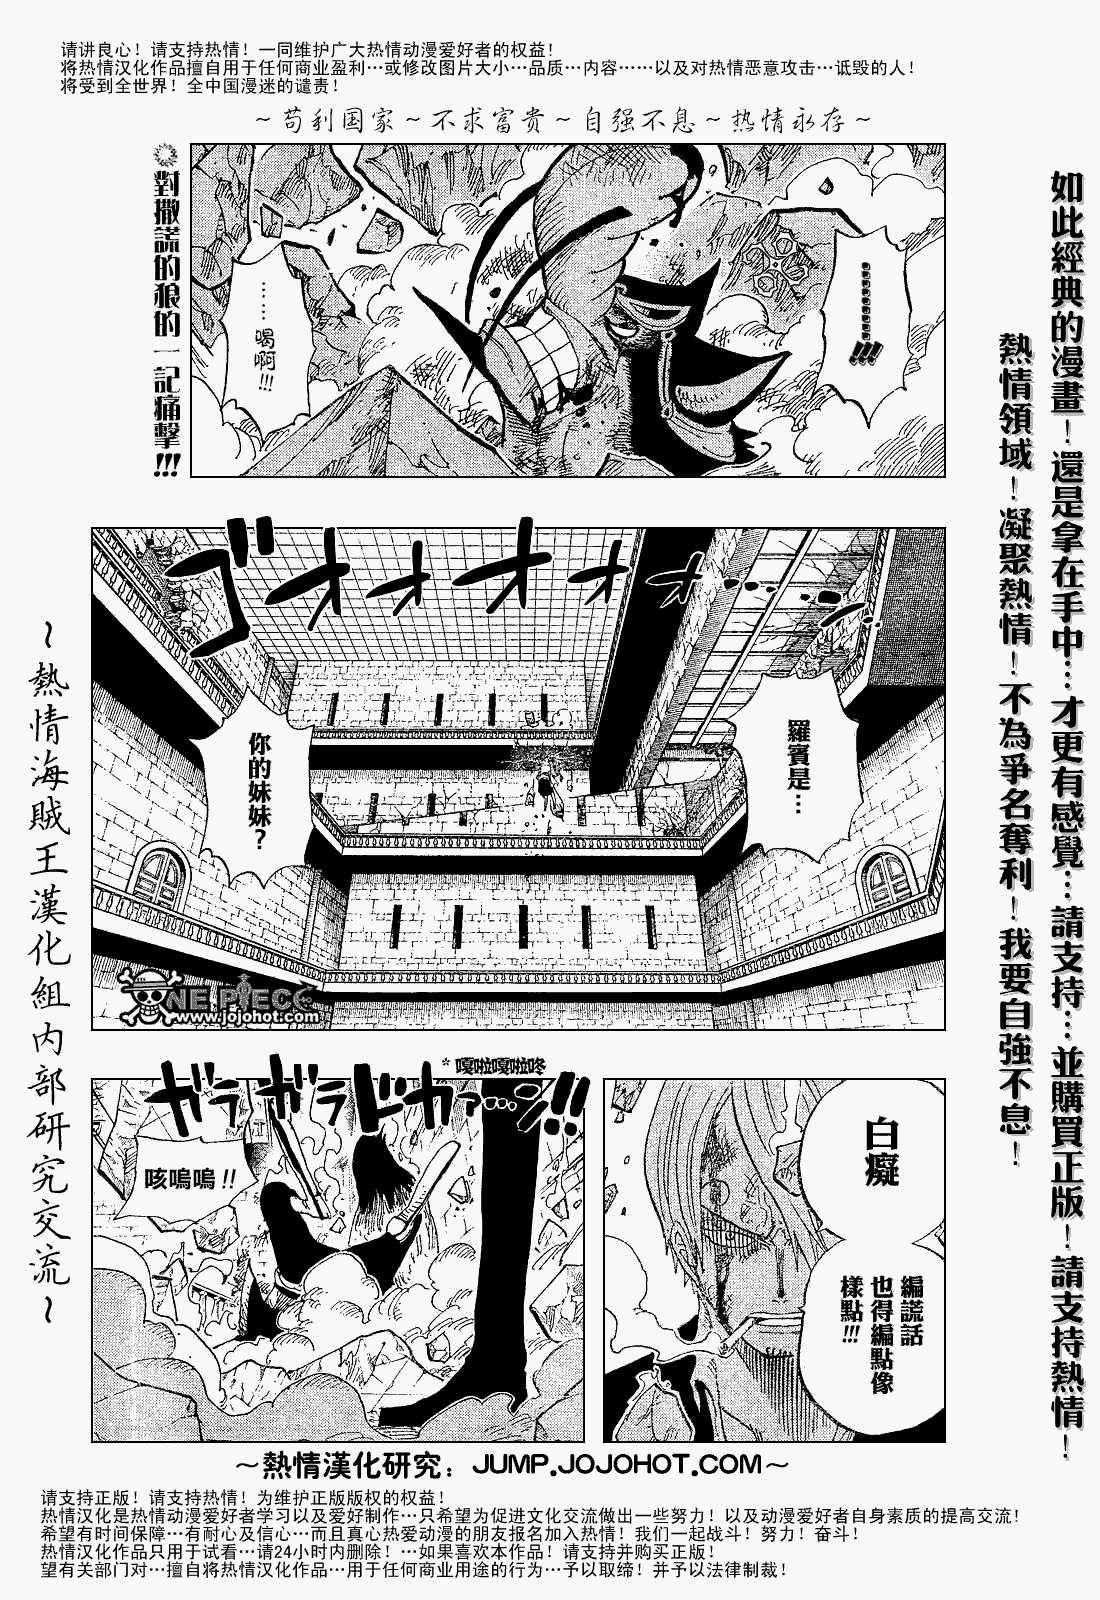 请讲良心！请支持热情！一同维护广大热情动漫爱好者的权益！
将热情汉化作品擅自用于任何商业盈利…或修改图片大小…品质…内容……以及对热情恶意攻击…诋毁的人！
将受到全世界！全中国漫迷的谴责！
～苟利国家～不求富贵～自强不息～热情永存～
如此經典的漫畫！還是拿在手中…才更有感覺…請支持…並購買正版！請支持熱情！
熱情領域！凝聚熱情！不為爭名奪利！我要自強不息！
對撒謊的狼的一記痛擊!!!
……
喝啊!!!
ゴオオオオ
羅賓是…
你的妹妹？
ONE PIECE
www.jojohot.com
～熱情海賊王漢化組內部研究交流～
白癡
編謊話
也得編點像
樣點!!!
*嘎啦嘎啦咚
ガラガラドカァ…ン!!
咳嗚嗚!!
～熱情漢化研究：JUMP.JOJOHOT.COM～
请支持正版！请支持热情！为维护正版版权的权益！
热情汉化是热情动漫爱好者学习以及爱好制作…只希望为促进文化交流做出一些努力！以及动漫爱好者自身素质的提高交流！
希望有时间保障…有耐心及信心…而且真心热爱动漫的朋友报名加入热情！我们一起战斗！努力！奋斗！
热情汉化作品只用于试看…请24小时内删除！…如果喜欢本作品！请支持并购买正版！
望有关部门对…擅自将热情汉化作品…用于任何商业用途的行为…予以取缔！并予以法律制裁！